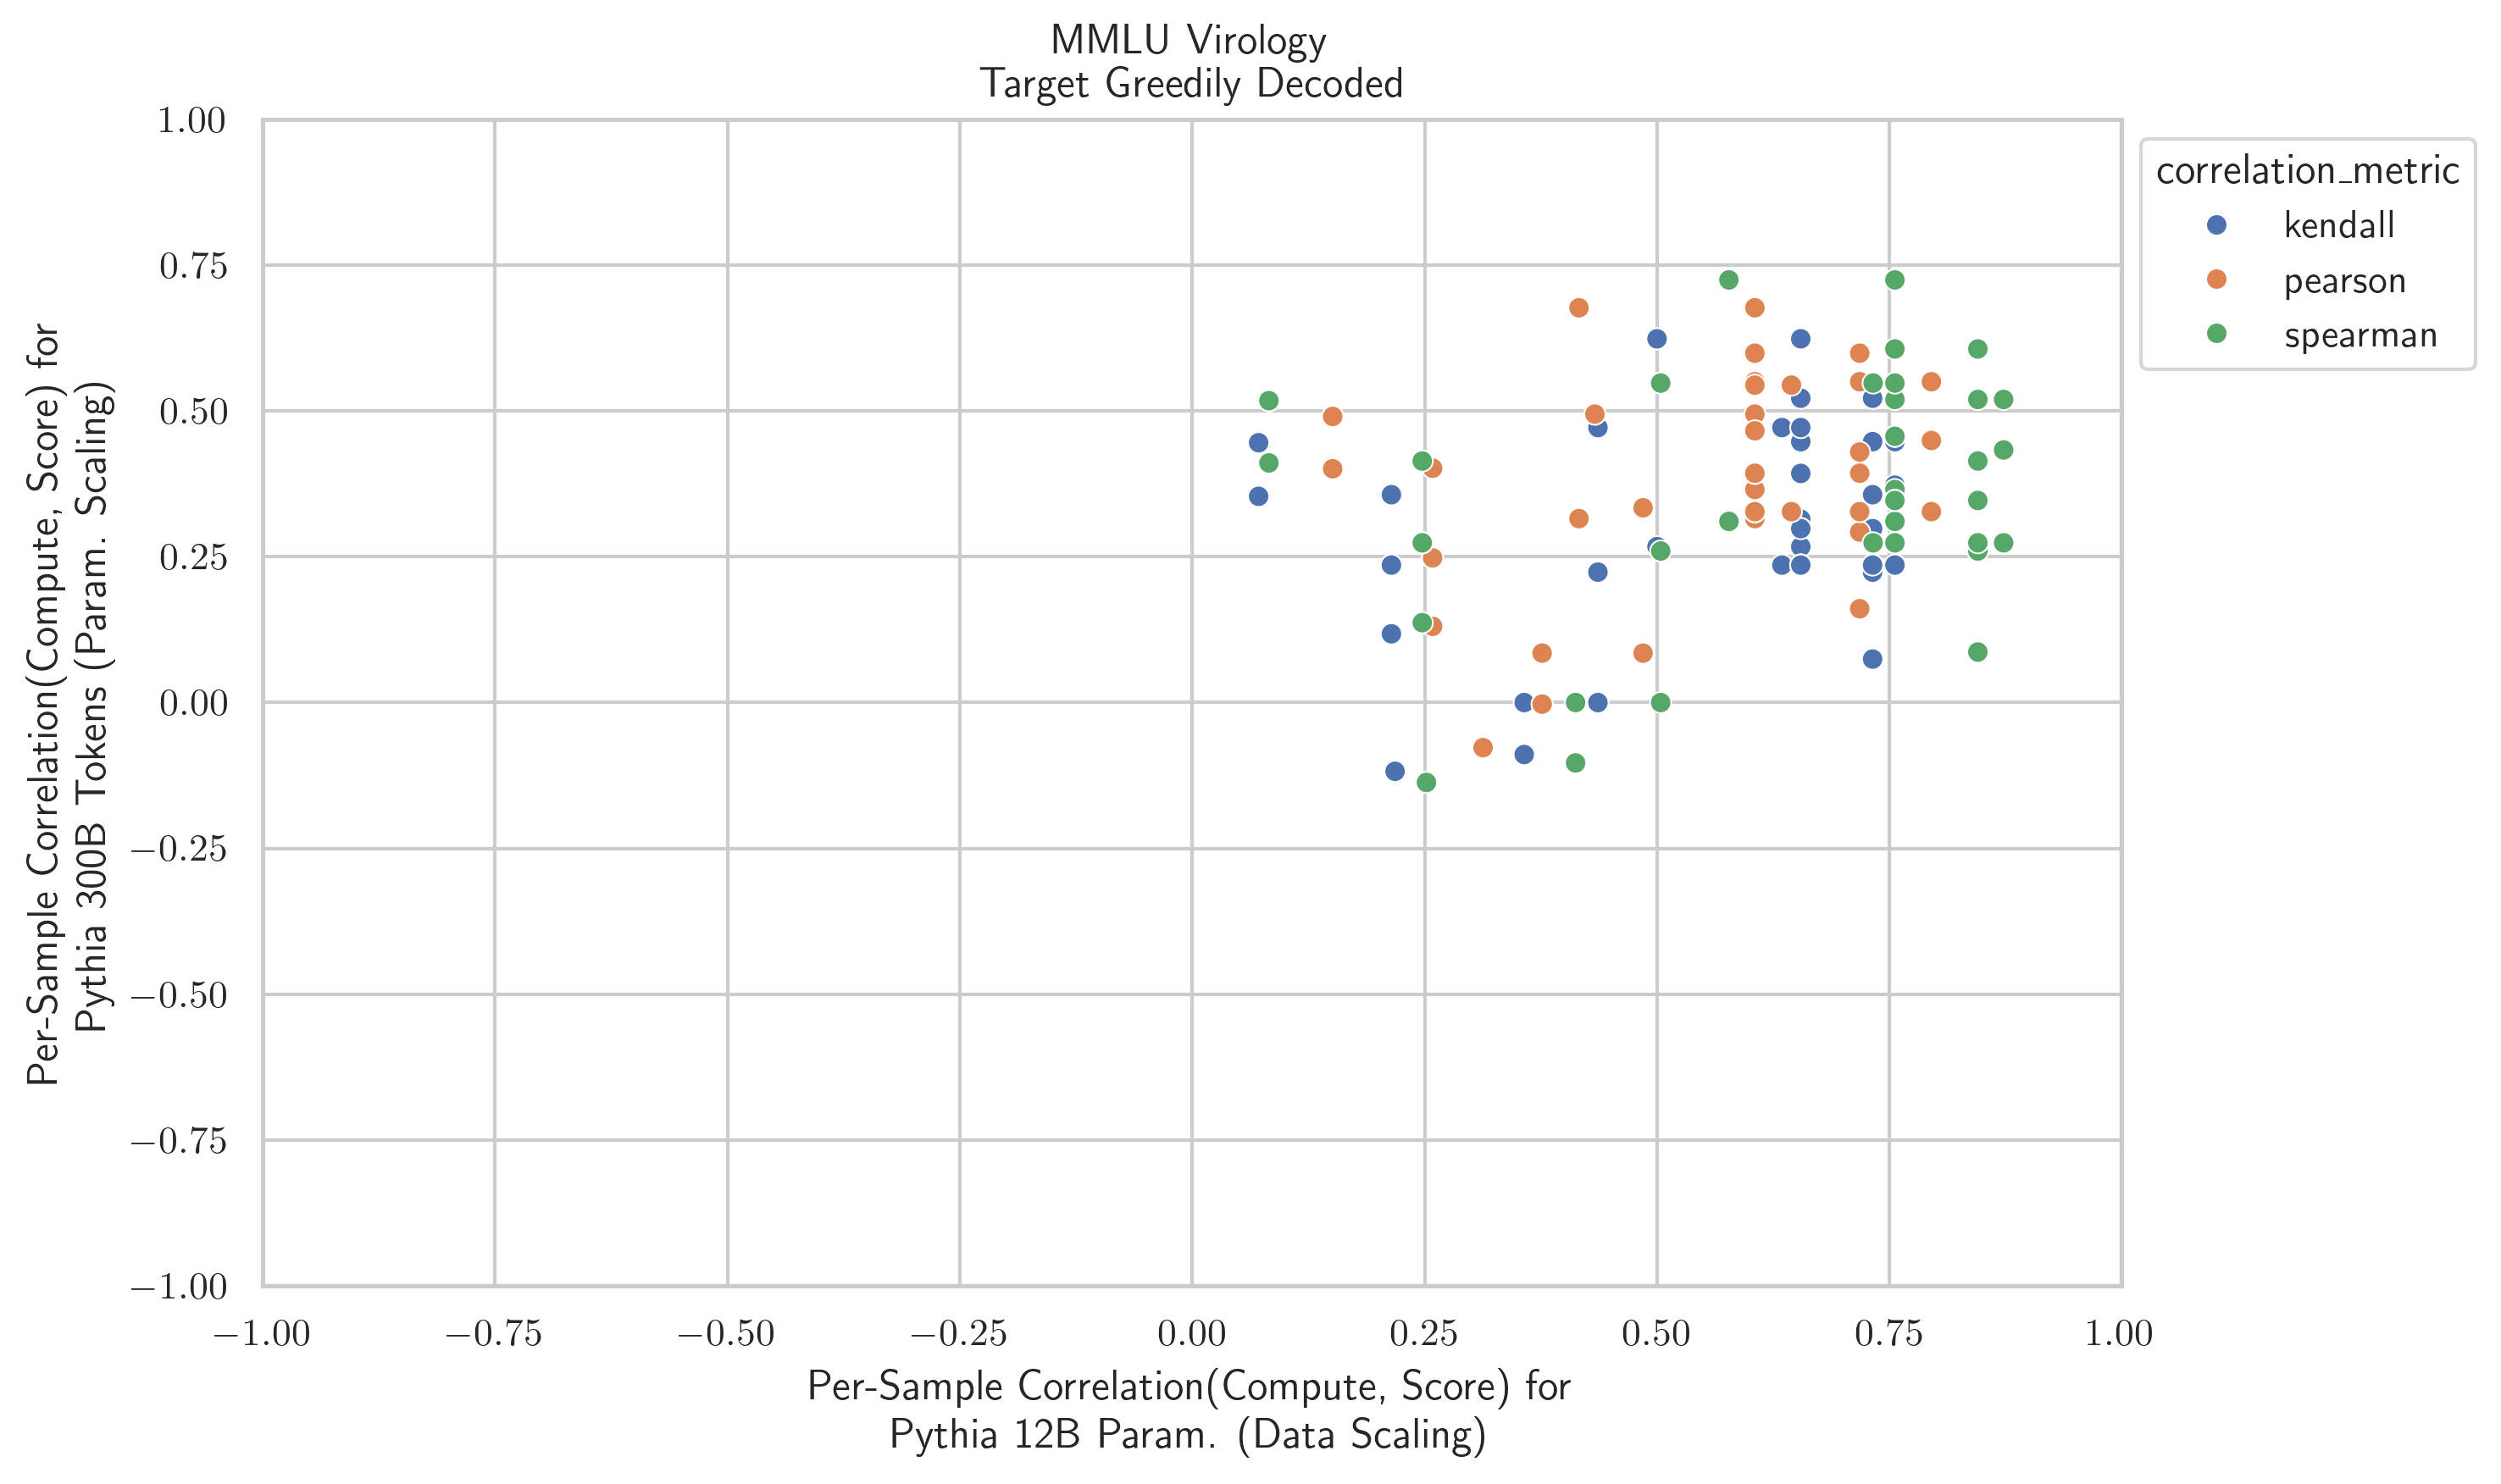 MMLU Virology
Target Greedily Decoded
Per-Sample Correlation(Compute, Score) for
Pythia 300B Tokens (Param. Scaling)
1.00
0.75
0.50
0.25
0.00
−0.25
−0.50
−0.75
−1.00
−1.00 −0.75 −0.50 −0.25 0.00 0.25 0.50 0.75 1.00
Per-Sample Correlation(Compute, Score) for
Pythia 12B Param. (Data Scaling)
correlation_metric
kendall
pearson
spearman